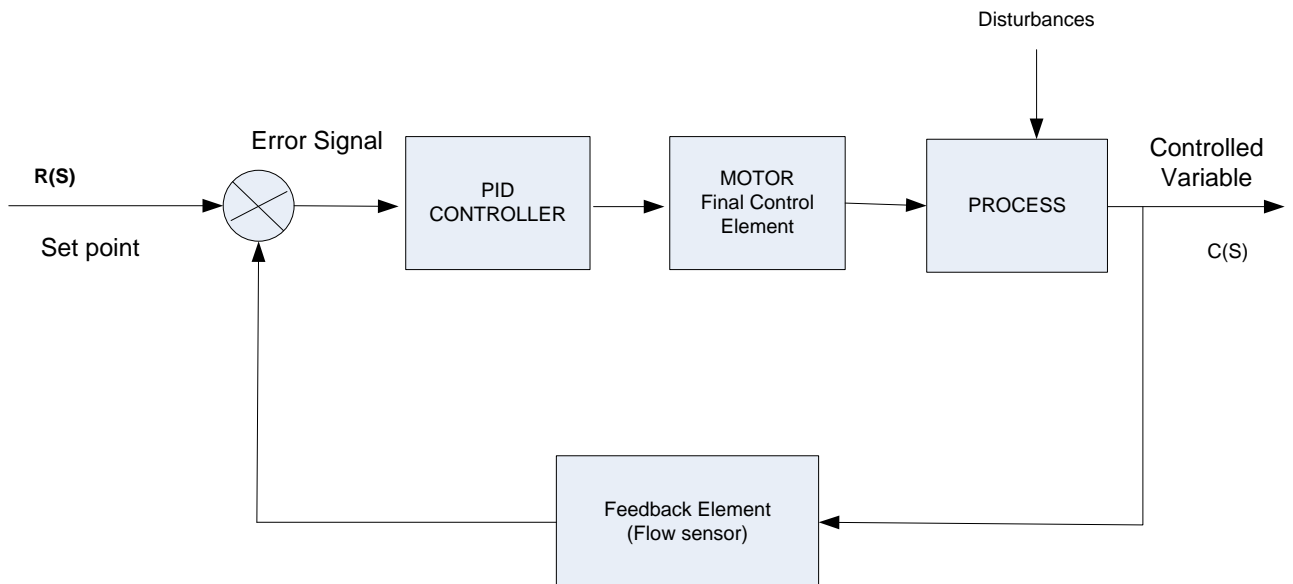 Disturbances
Error Signal
R(S)
Set point
PID
CONTROLLER
MOTOR
Final Control
Element
PROCESS
Controlled
Variable
C(S)
Feedback Element
(Flow sensor)